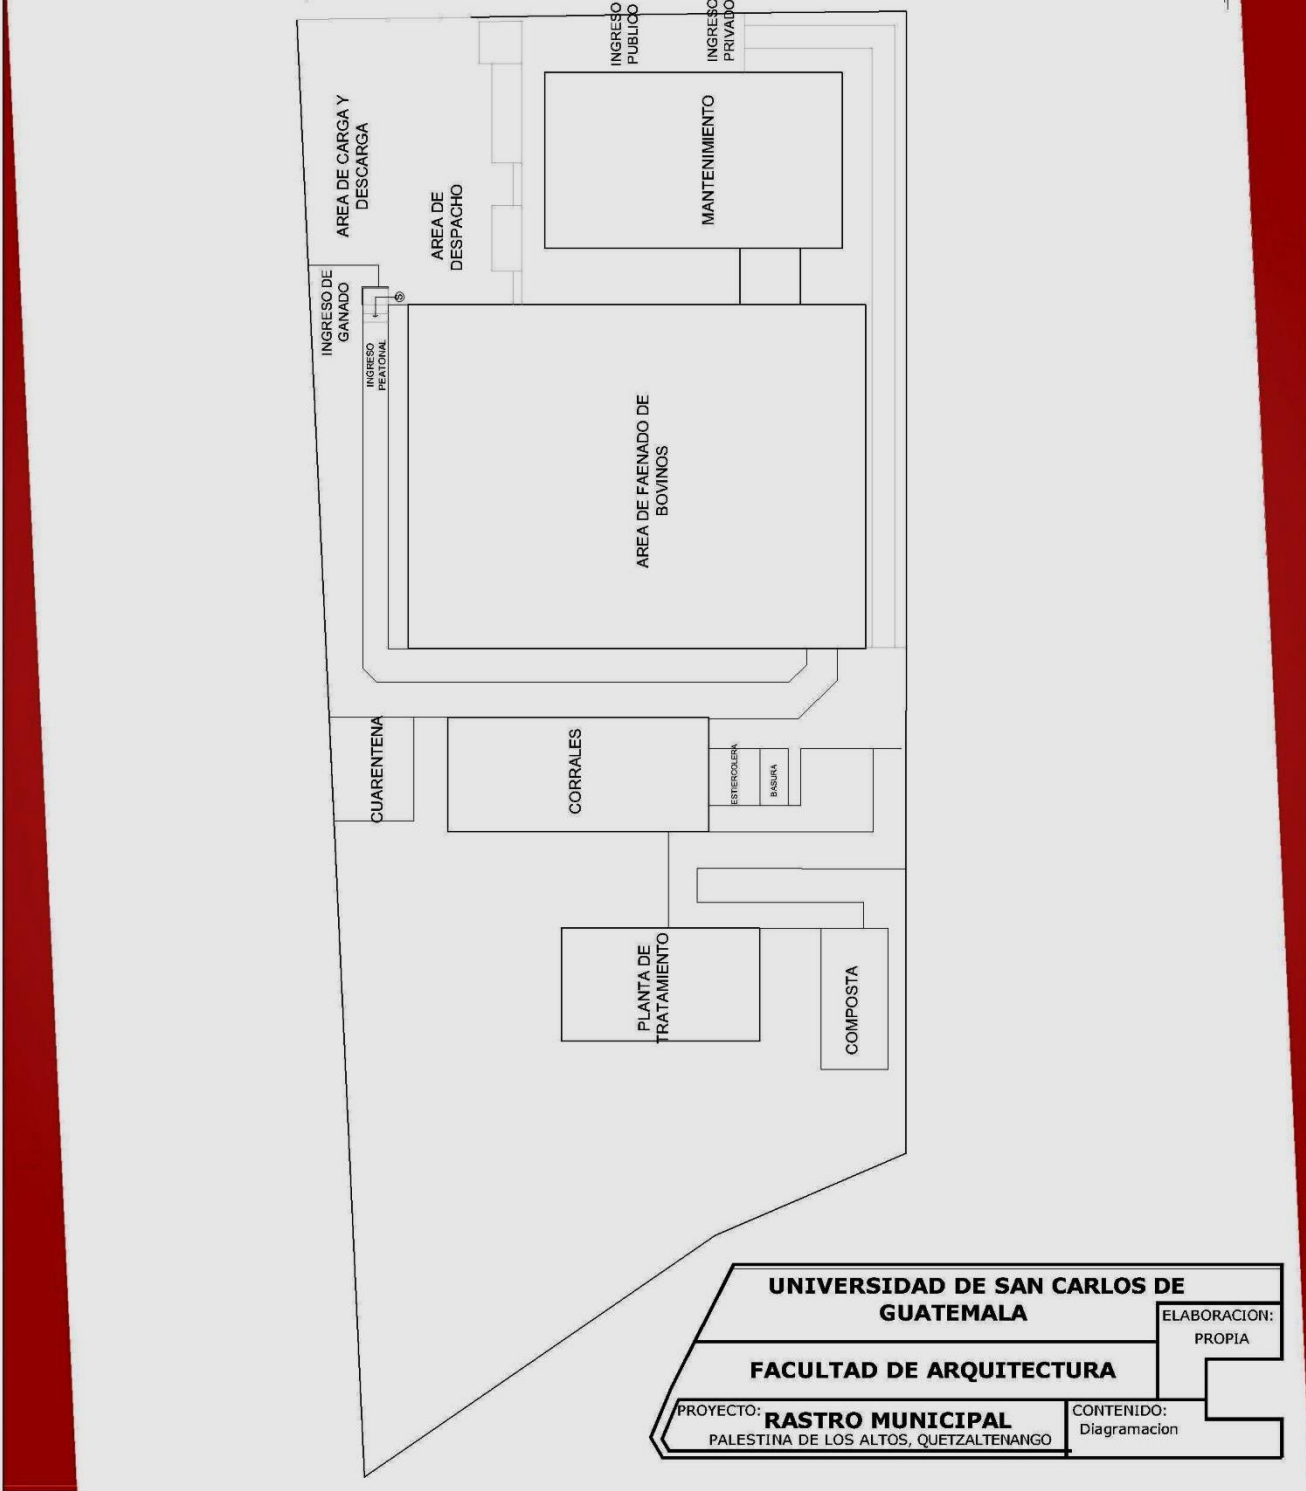 INGRESO
PUBLICO
INGRESO
PRIVADO
AREA DE CARGA Y
DESCARGA
MANTENIMIENTO
AREA DE
DESPACHO
INGRESO DE
GANADO
S
INGRESO
PEATONAL
AREA DE FAENADO DE
BOVINOS
CUARENTENA
CORRALES
ESTIERCOLERA
BASURA
PLANTA DE
TRATAMIENTO
COMPOSTA
UNIVERSIDAD DE SAN CARLOS DE
GUATEMALA
ELABORACION:
PROPIA
FACULTAD DE ARQUITECTURA
PROYECTO:
RASTRO MUNICIPAL
PALESTINA DE LOS ALTOS, QUETZALTENANGO
CONTENIDO:
Diagramacion